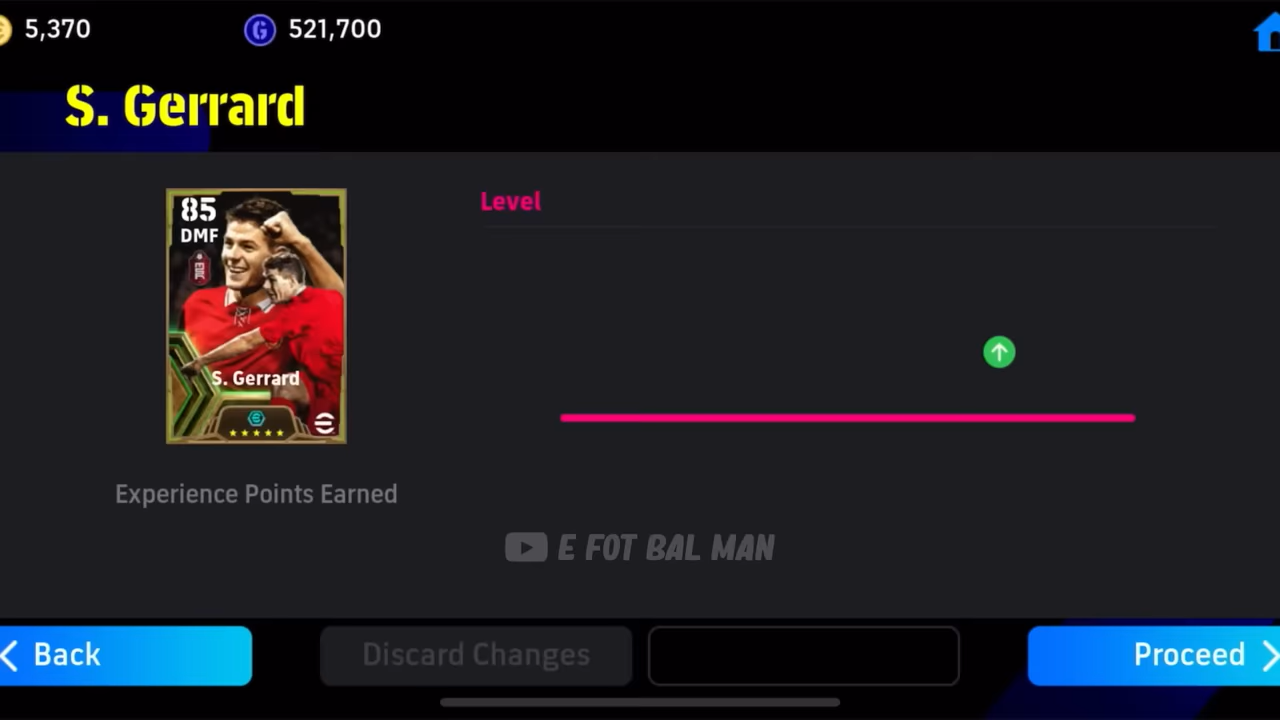 5,370
G 521,700
S. Gerrard
85
DMF
S. Gerrard
Level
Experience Points Earned
E FOT BAL MAN
Back
Discard Changes
Proceed